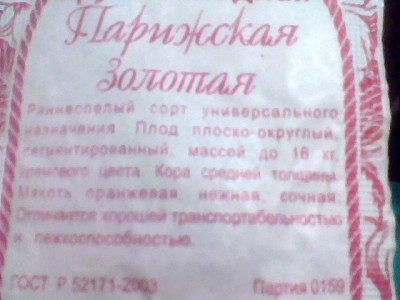 Парижская
золотая
Раннеспелый сорт универсального
назначения. Плод плоско-округлый,
сегментированный, массой до 16 кг,
кремового цвета. Кора средней толщины.
Мякоть оранжевая, нежная, сочная.
Отличается хорошей транспортабельностью
и лежкоспособностью.
ГОСТ Р 52171-2003 Партия 0159